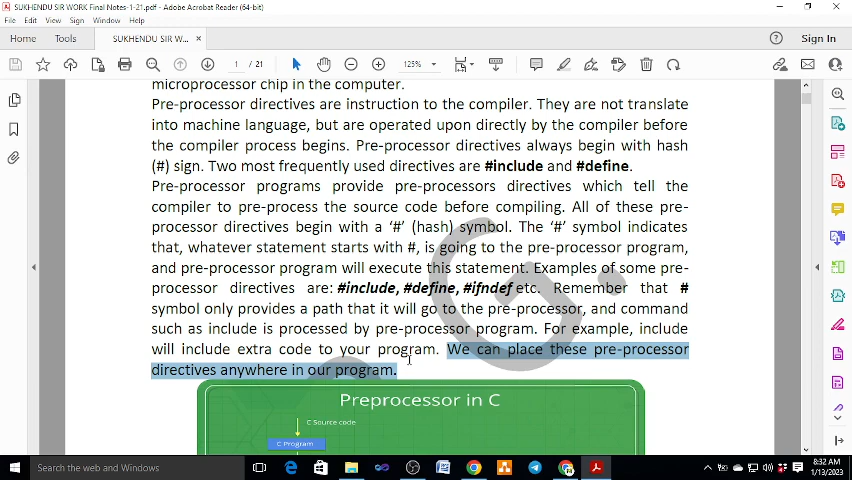 SUKHENDU SIR WORK Final Notes-1-21.pdf - Adobe Acrobat Reader (64-bit)
File Edit View Sign Window Help
Home Tools SUKHENDU SIR W... × Sign In
1 / 21 125%
microprocessor chip in the computer.
Pre-processor directives are instruction to the compiler. They are not translate
into machine language, but are operated upon directly by the compiler before
the compiler process begins. Pre-processor directives always begin with hash
(#) sign. Two most frequently used directives are #include and #define.
Pre-processor programs provide pre-processors directives which tell the
compiler to pre-process the source code before compiling. All of these pre-
processor directives begin with a ‘#’ (hash) symbol. The ‘#’ symbol indicates
that, whatever statement starts with #, is going to the pre-processor program,
and pre-processor program will execute this statement. Examples of some pre-
processor directives are: #include, #define, #ifndef etc. Remember that #
symbol only provides a path that it will go to the pre-processor, and command
such as include is processed by pre-processor program. For example, include
will include extra code to your program. We can place these pre-processor
directives anywhere in our program.
Preprocessor in C
C Source code
C Program
G.
Search the web and Windows
8:32 AM
1/13/2023